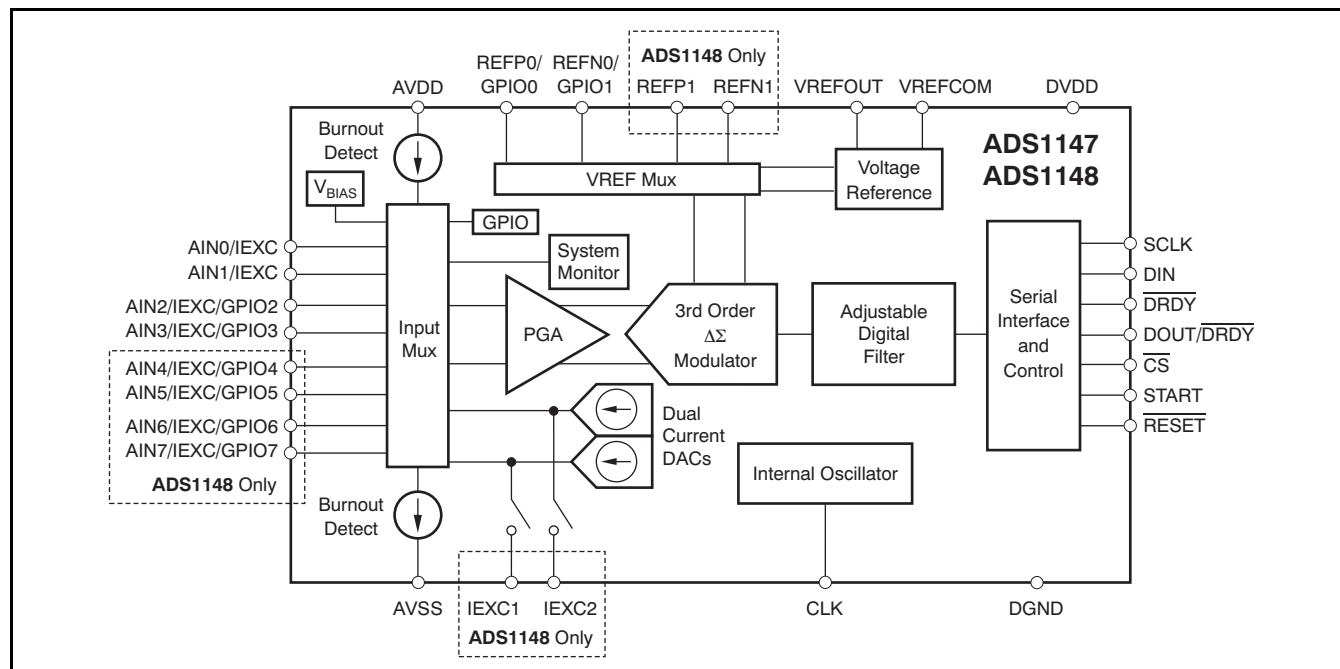 ADS1148 Only
REFP0/
GPIO0
REFN0/
GPIO1
REFP1
REFN1
AVDD
VREFOUT
VREFCOM
DVDD
Burnout
Detect
ADS1147
ADS1148
VREF Mux
Voltage
Reference
VBIAS
GPIO
System
Monitor
AIN0/IEXC
AIN1/IEXC
AIN2/IEXC/GPIO2
AIN3/IEXC/GPIO3
AIN4/IEXC/GPIO4
AIN5/IEXC/GPIO5
AIN6/IEXC/GPIO6
AIN7/IEXC/GPIO7
ADS1148 Only
Input
Mux
PGA
3rd Order
ΔΣ
Modulator
Adjustable
Digital
Filter
Serial
Interface
and
Control
SCLK
DIN
DRDY
DOUT/DRDY
CS
START
RESET
Dual
Current
DACs
Internal Oscillator
Burnout
Detect
AVSS
IEXC1
IEXC2
ADS1148 Only
CLK
DGND